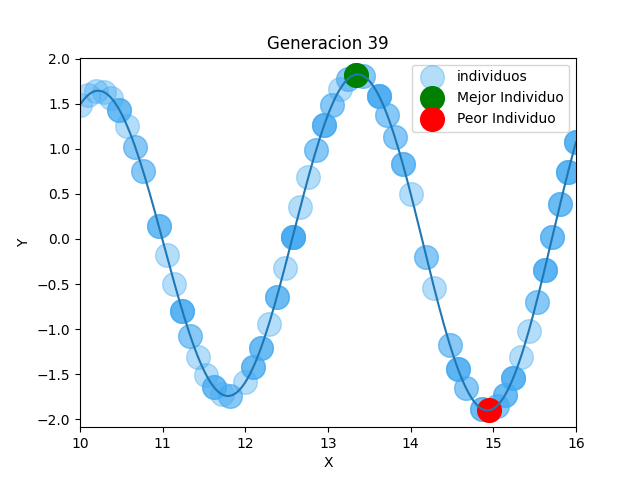 Generacion 39
individuos
Mejor Individuo
Peor Individuo
Y
2.0
1.5
1.0
0.5
0.0
−0.5
−1.0
−1.5
−2.0
10 11 12 13 14 15 16
X